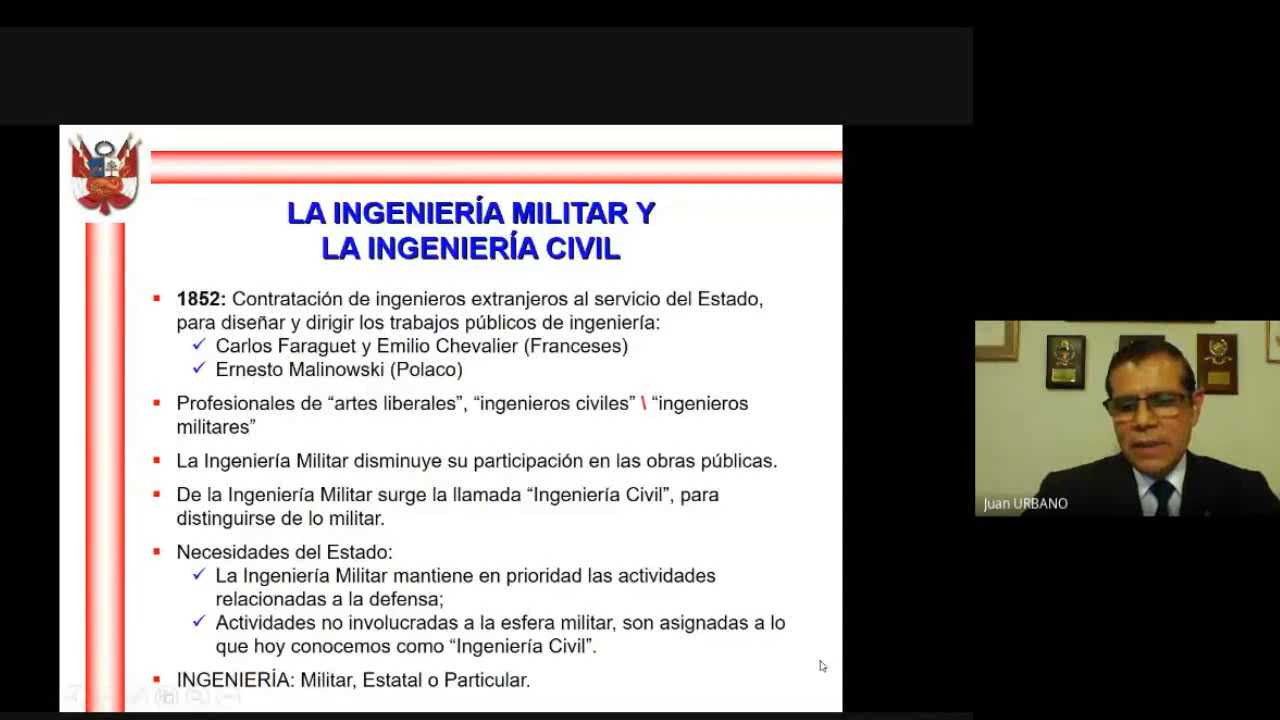 LA INGENIERÍA MILITAR Y
LA INGENIERÍA CIVIL
▪ 1852: Contratación de ingenieros extranjeros al servicio del Estado,
para diseñar y dirigir los trabajos públicos de ingeniería:
✓ Carlos Faraguet y Emilio Chevalier (Franceses)
✓ Ernesto Malinowski (Polaco)
▪ Profesionales de “artes liberales”, “ingenieros civiles” \ “ingenieros
militares”
▪ La Ingeniería Militar disminuye su participación en las obras públicas.
▪ De la Ingeniería Militar surge la llamada “Ingeniería Civil”, para
distinguirse de lo militar.
▪ Necesidades del Estado:
✓ La Ingeniería Militar mantiene en prioridad las actividades
relacionadas a la defensa;
✓ Actividades no involucradas a la esfera militar, son asignadas a lo
que hoy conocemos como “Ingeniería Civil”.
▪ INGENIERÍA: Militar, Estatal o Particular.
Juan URBANO